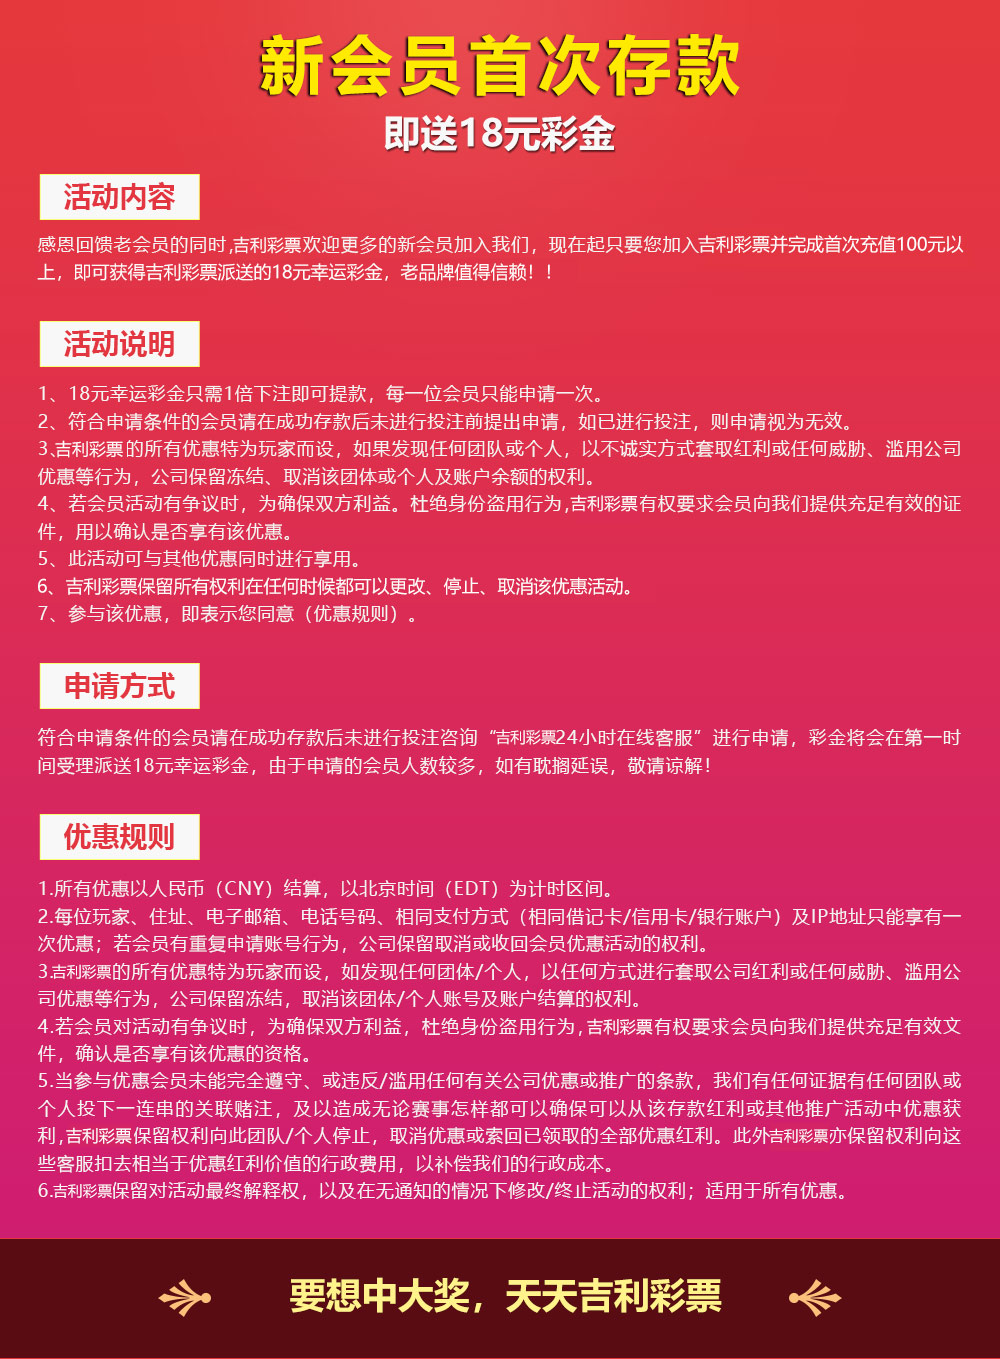 新会员首次存款
即送18元彩金
活动内容
感恩回馈老会员的同时,吉利彩票欢迎更多的新会员加入我们，现在起只要您加入吉利彩票并完成首次充值100元以
上，即可获得吉利彩票派送的18元幸运彩金，老品牌值得信赖！！
活动说明
1、18元幸运彩金只需1倍下注即可提款，每一位会员只能申请一次。
2、符合申请条件的会员请在成功存款后未进行投注前提出申请，如已进行投注，则申请视为无效。
3、吉利彩票的所有优惠特为玩家而设，如果发现任何团队或个人，以不诚实方式套取红利或任何威胁、滥用公司
优惠等行为，公司保留冻结、取消该团体或个人及账户余额的权利。
4、若会员活动有争议时，为确保双方利益。杜绝身份盗用行为,吉利彩票有权要求会员向我们提供充足有效的证
件，用以确认是否享有该优惠。
5、此活动可与其他优惠同时进行享用。
6、吉利彩票保留所有权利在任何时候都可以更改、停止、取消该优惠活动。
7、参与该优惠，即表示您同意（优惠规则）。
申请方式
符合申请条件的会员请在成功存款后未进行投注咨询“吉利彩票24小时在线客服”进行申请，彩金将会在第一时
间受理派送18元幸运彩金，由于申请的会员人数较多，如有耽搁延误，敬请谅解！
优惠规则
1.所有优惠以人民币（CNY）结算，以北京时间（EDT）为计时区间。
2.每位玩家、住址、电子邮箱、电话号码、相同支付方式（相同借记卡/信用卡/银行账户）及IP地址只能享有一
次优惠；若会员有重复申请账号行为，公司保留取消或收回会员优惠活动的权利。
3.吉利彩票的所有优惠特为玩家而设，如发现任何团体/个人，以任何方式进行套取公司红利或任何威胁、滥用公
司优惠等行为，公司保留冻结，取消该团体/个人账号及账户结算的权利。
4.若会员对活动有争议时，为确保双方利益，杜绝身份盗用行为,吉利彩票有权要求会员向我们提供充足有效文
件，确认是否享有该优惠的资格。
5.当参与优惠会员未能完全遵守、或违反/滥用任何有关公司优惠或推广的条款，我们有任何证据有任何团队或
个人投下一连串的关联赌注，及以造成无论赛事怎样都可以确保可以从该存款红利或其他推广活动中优惠获
利,吉利彩票保留权利向此团队/个人停止，取消优惠或索回已领取的全部优惠红利。此外吉利彩票亦保留权利向这
些客服扣去相当于优惠红利价值的行政费用，以补偿我们的行政成本。
6.吉利彩票保留对活动最终解释权，以及在无通知的情况下修改/终止活动的权利；适用于所有优惠。
要想中大奖，天天吉利彩票